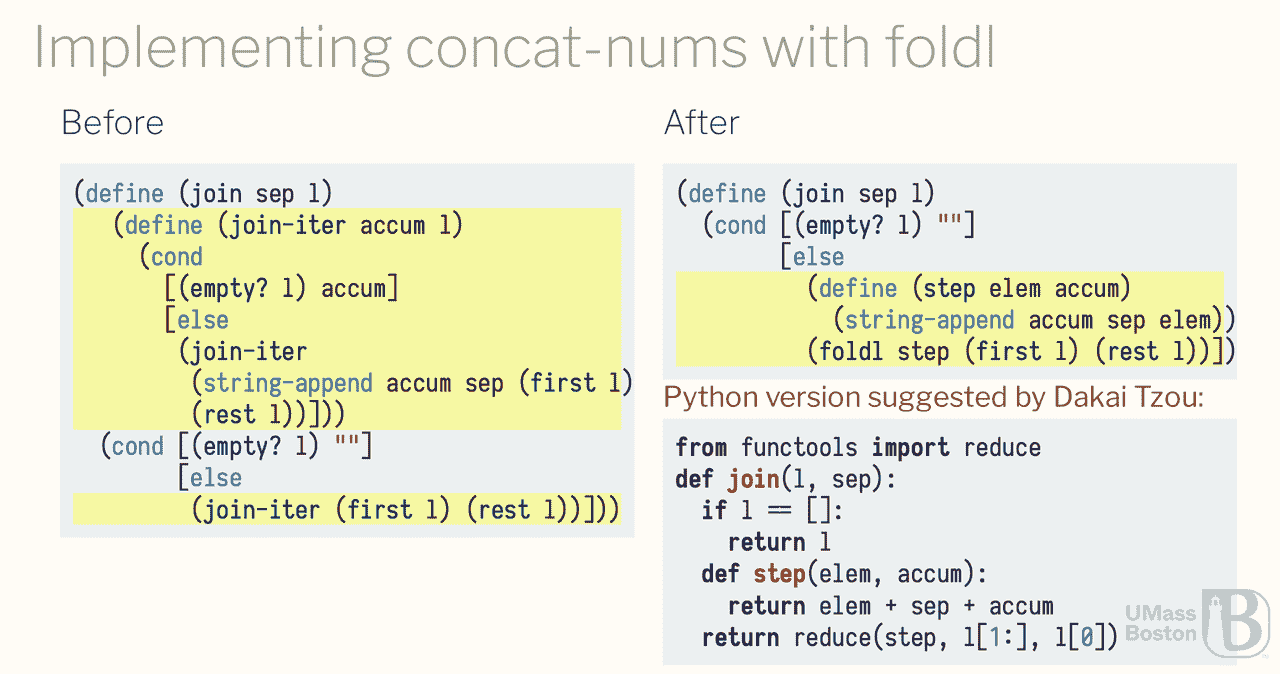 Implementing concat-nums with foldl
Before
(define (join sep l)
(define (join-iter accum l)
(cond
[(empty? l) accum]
[else
(join-iter
(string-append accum sep (first l)
(rest l))]))
(cond [(empty? l) ""]
[else
(join-iter (first l) (rest l))]))
After
(define (join sep l)
(cond [(empty? l) ""]
[else
(define (step elem accum)
(string-append accum sep elem))
(foldl step (first l) (rest l))])
Python version suggested by Dakai Tzou:
from functools import reduce
def join(l, sep):
if l == []:
return l
def step(elem, accum):
return elem + sep + accum
return reduce(step, l[1:], l[0])
UMass
Boston
B